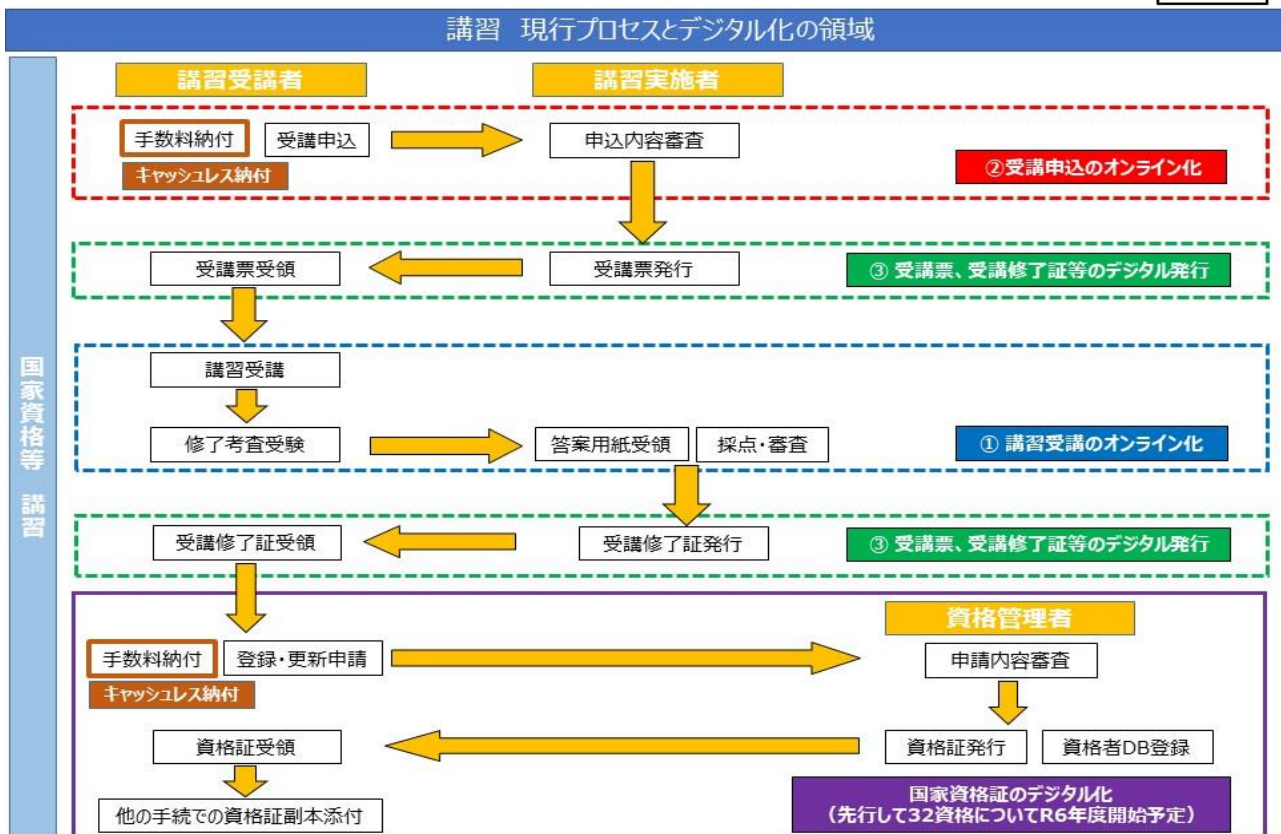 講習　現行プロセスとデジタル化の領域
国家資格等　講習
講習受講者
講習実施者
手数料納付
受講申込
申込内容審査
キャッシュレス納付
②受講申込のオンライン化
受講票受領
受講票発行
③ 受講票、受講修了証等のデジタル発行
講習受講
修了考査受験
答案用紙受領
採点・審査
① 講習受講のオンライン化
受講修了証受領
受講修了証発行
③ 受講票、受講修了証等のデジタル発行
資格管理者
手数料納付
登録・更新申請
申請内容審査
キャッシュレス納付
資格証受領
資格証発行
資格者DB登録
他の手続での資格証副本添付
国家資格証のデジタル化
（先行して32資格についてR6年度開始予定）